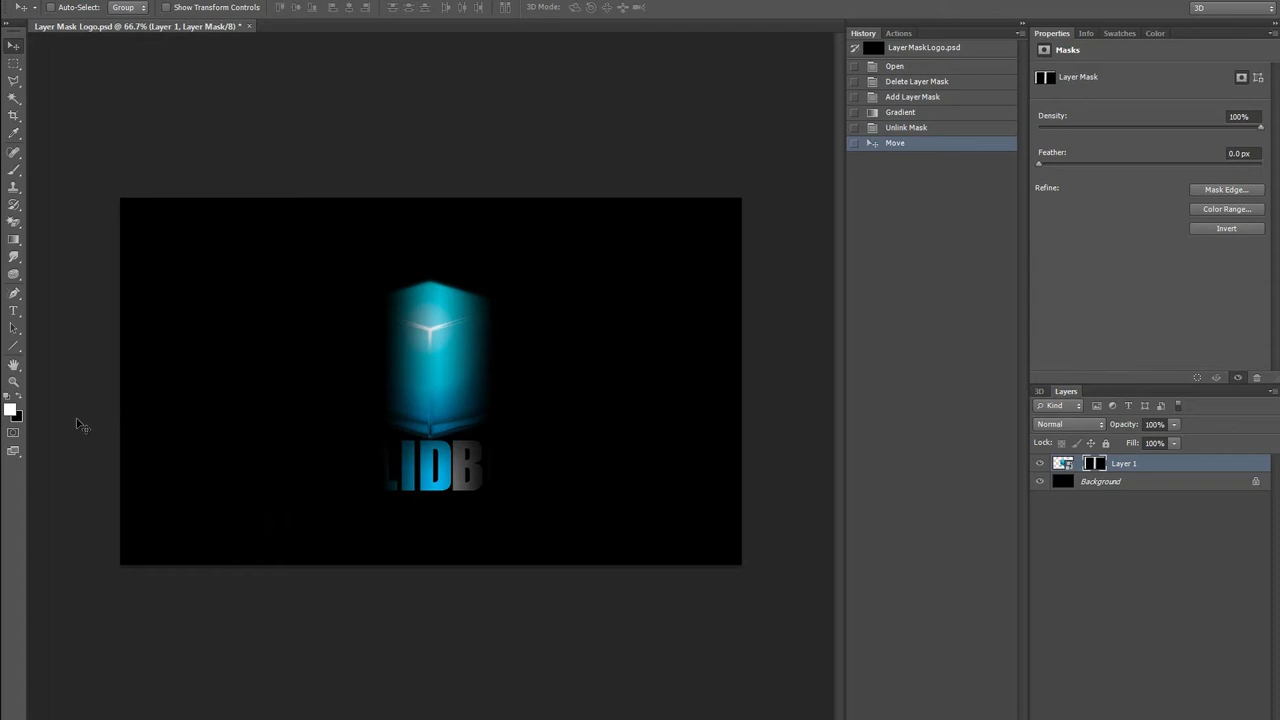 Auto-Select:
Group
Show Transform Controls
3D Mode:
3D
Layer Mask Logo.psd @ 66.7% (Layer 1, Layer Mask/8) *
×
History
Actions
LayerMaskLogo.psd
Open
Delete Layer Mask
Add Layer Mask
Gradient
Unlink Mask
Move
Properties
Info
Swatches
Color
Masks
Layer Mask
Density:
100%
Feather:
0.0 px
Refine:
Mask Edge...
Color Range...
Invert
LIDB
3D
Layers
Kind
Normal
Opacity:
100%
Lock:
Fill:
100%
Layer 1
Background